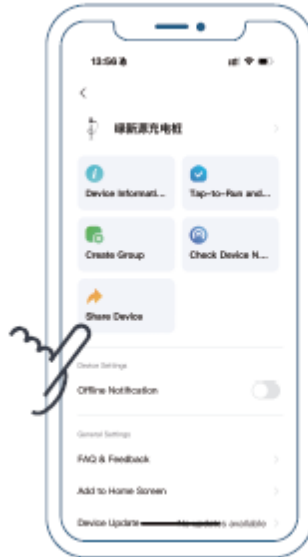 13:56
绿新源充电桩
Device Informati...
Tap-to-Run and...
Create Group
Check Device N...
Share Device
Device Settings
Offline Notification
General Settings
FAQ & Feedback
Add to Home Screen
Device Update
No updates available